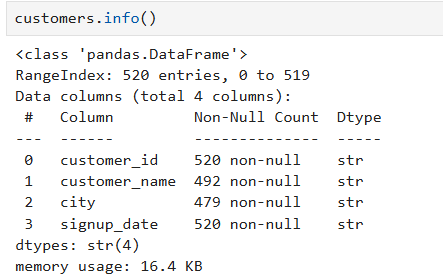 customers.info()
<class 'pandas.DataFrame'>
RangeIndex: 520 entries, 0 to 519
Data columns (total 4 columns):
 #   Column         Non-Null Count  Dtype
---  ------         --------------  -----
 0   customer_id    520 non-null    str
 1   customer_name  492 non-null    str
 2   city           479 non-null    str
 3   signup_date    520 non-null    str
dtypes: str(4)
memory usage: 16.4 KB